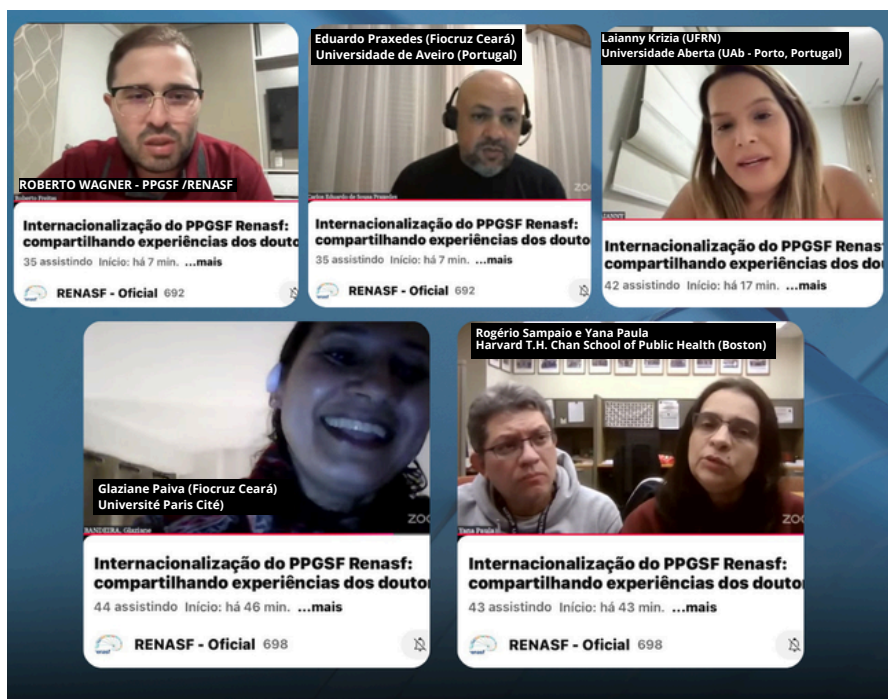 ROBERTO WAGNER - PPGSF /RENASF
Roberto Freitas
Internacionalização do PPGSF Renasf:
compartilhando experiências dos douto
35 assistindo Início: há 7 min. ...mais
RENASF - Oficial 692
Eduardo Praxedes (Fiocruz Ceará)
Universidade de Aveiro (Portugal)
Carlos Eduardo de Sousa Praxedes
ZO
Internacionalização do PPGSF Renasf:
compartilhando experiências dos douto
35 assistindo Início: há 7 min. ...mais
RENASF - Oficial 692
Laianny Krizia (UFRN)
Universidade Aberta (UAb - Porto, Portugal)
Internacionalização do PPGSF Renas
compartilhando experiências dos do
42 assistindo Início: há 17 min. ...mais
Glaziane Paiva (Fiocruz Ceará)
Université Paris Cité)
ZO
BANDEIRA, Glaziane
Internacionalização do PPGSF Renasf:
compartilhando experiências dos douto
44 assistindo Início: há 46 min. ...mais
RENASF - Oficial 698
Rogério Sampaio e Yana Paula
Harvard T.H. Chan School of Public Health (Boston)
ZO
Yana Paula
Internacionalização do PPGSF Renasf:
compartilhando experiências dos douto
43 assistindo Início: há 43 min. ...mais
RENASF - Oficial 698